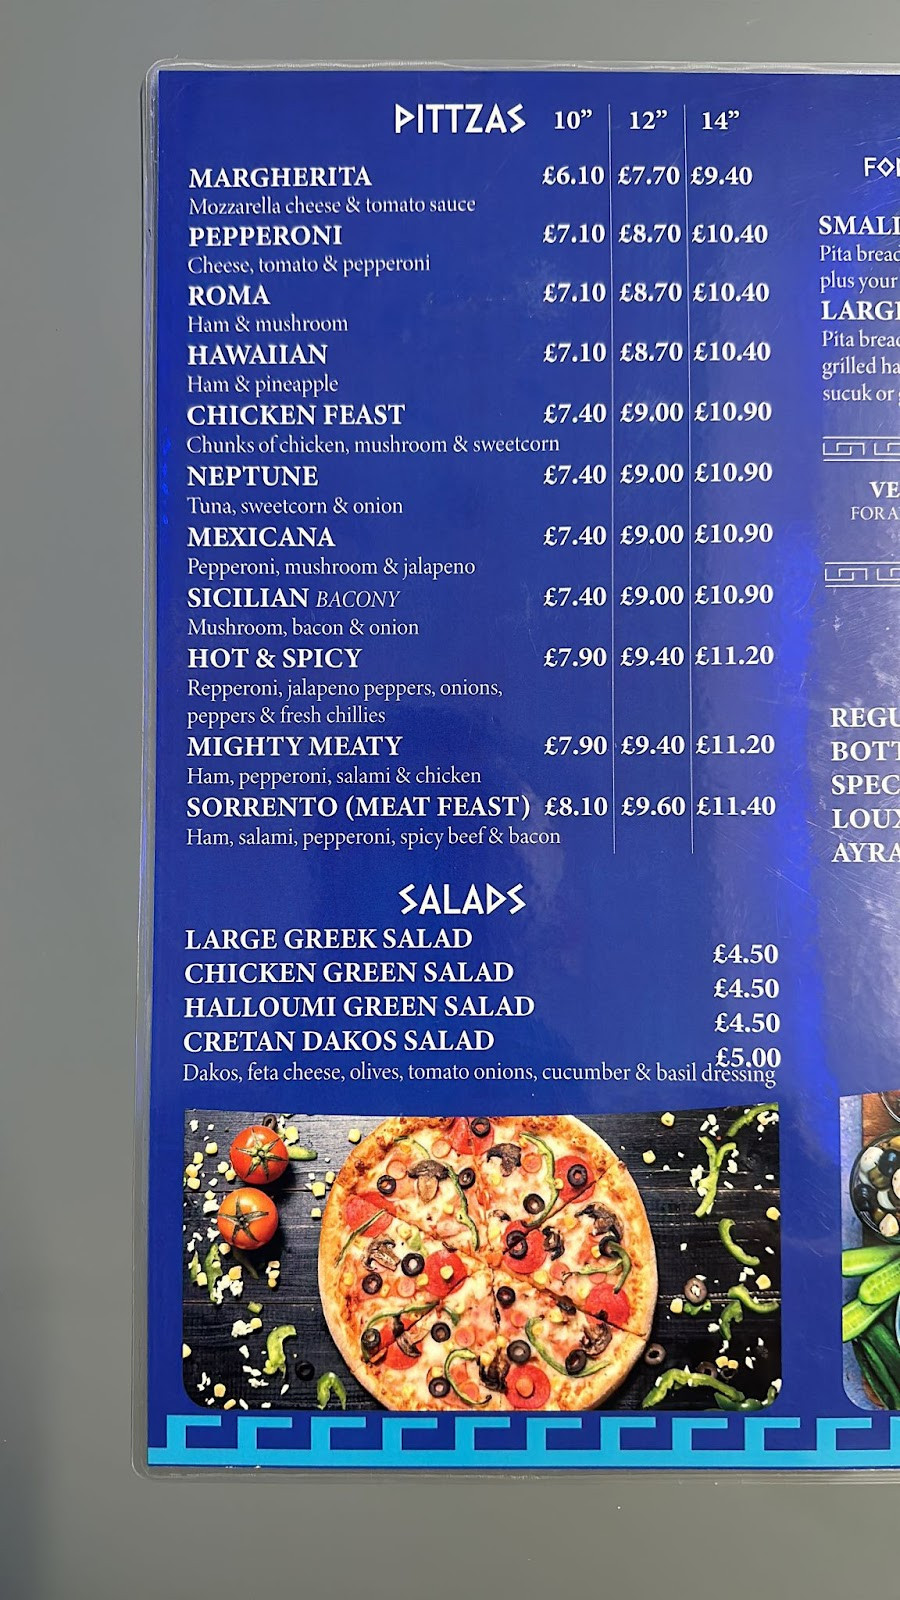 PITTZAS 10” 12” 14”
MARGHERITA £6.10 £7.70 £9.40
Mozzarella cheese & tomato sauce
PEPPERONI £7.10 £8.70 £10.40
Cheese, tomato & pepperoni
ROMA £7.10 £8.70 £10.40
Ham & mushroom
HAWAIIAN £7.10 £8.70 £10.40
Ham & pineapple
CHICKEN FEAST £7.40 £9.00 £10.90
Chunks of chicken, mushroom & sweetcorn
NEPTUNE £7.40 £9.00 £10.90
Tuna, sweetcorn & onion
MEXICANA £7.40 £9.00 £10.90
Pepperoni, mushroom & jalapeno
SICILIAN BACONY £7.40 £9.00 £10.90
Mushroom, bacon & onion
HOT & SPICY £7.90 £9.40 £11.20
Repperoni, jalapeno peppers, onions,
peppers & fresh chillies
MIGHTY MEATY £7.90 £9.40 £11.20
Ham, pepperoni, salami & chicken
SORRENTO (MEAT FEAST) £8.10 £9.60 £11.40
Ham, salami, pepperoni, spicy beef & bacon
SALADS
LARGE GREEK SALAD £4.50
CHICKEN GREEN SALAD £4.50
HALLOUMI GREEN SALAD £4.50
CRETAN DAKOS SALAD £5.00
Dakos, feta cheese, olives, tomato onions, cucumber & basil dressing
SMALL
Pita bread
plus your
LARGE
Pita bread
grilled
sucuk or
VE
FOR
REGU
BOTT
SPEC
LOUX
AYRA